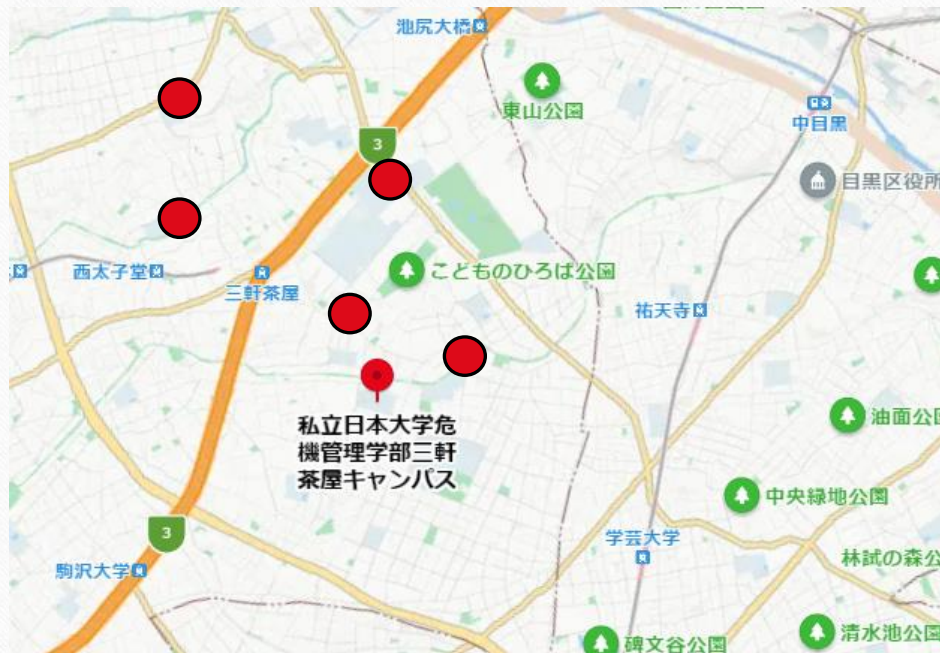 池尻大橋
東山公園
3
中目黒
目黒区役所
こどものひろば公園
西太子堂
三軒茶屋
祐天寺
私立日本大学危
機管理学部三軒
茶屋キャンパス
油面公
中央緑地公園
3
学芸大学
駒沢大学
林試の森公
清水池公園
碑文谷公園